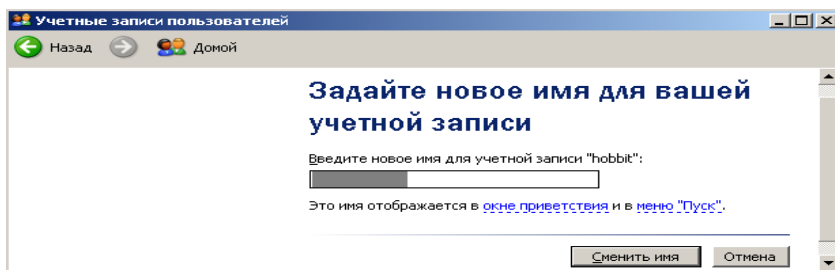 Учетные записи пользователей
Назад Домой
Задайте новое имя для вашей
учетной записи
Введите новое имя для учетной записи "hobbit":
Это имя отображается в окне приветствия и в меню "Пуск".
Сменить имя Отмена